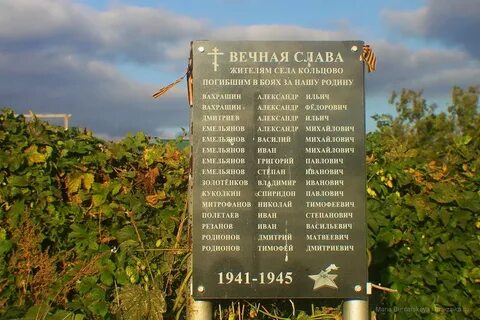 ВЕЧНАЯ СЛАВА
ЖИТЕЛЯМ СЕЛА КОЛЬЦОВО
ПОГИБШИМ В БОЯХ ЗА НАШУ РОДИНУ
ВАХРАШИН АЛЕКСАНДР ИЛЬИЧ
ВАХРАШИН АЛЕКСАНДР ФЁДОРОВИЧ
ДМИТРИЕВ АЛЕКСАНДР ИЛЬИЧ
ЕМЕЛЬЯНОВ АЛЕКСАНДР МИХАЙЛОВИЧ
ЕМЕЛЬЯНОВ ВАСИЛИЙ МИХАЙЛОВИЧ
ЕМЕЛЬЯНОВ ИВАН МИХАЙЛОВИЧ
ЕМЕЛЬЯНОВ ГРИГОРИЙ ПАВЛОВИЧ
ЕМЕЛЬЯНОВ СТЕПАН ИВАНОВИЧ
ЗОЛОТЁНКОВ ВЛАДИМИР ИВАНОВИЧ
КУКОЛКИН СПИРИДОН ПАВЛОВИЧ
МИТРОФАНОВ НИКОЛАЙ ТИМОФЕЕВИЧ
ПОЛЕТАЕВ ИВАН СТЕПАНОВИЧ
РЕЗАНОВ ИВАН ВАСИЛЬЕВИЧ
РОДИОНОВ ДМИТРИЙ МАТВЕЕВИЧ
РОДИОНОВ ТИМОФЕЙ ДМИТРИЕВИЧ
1941-1945